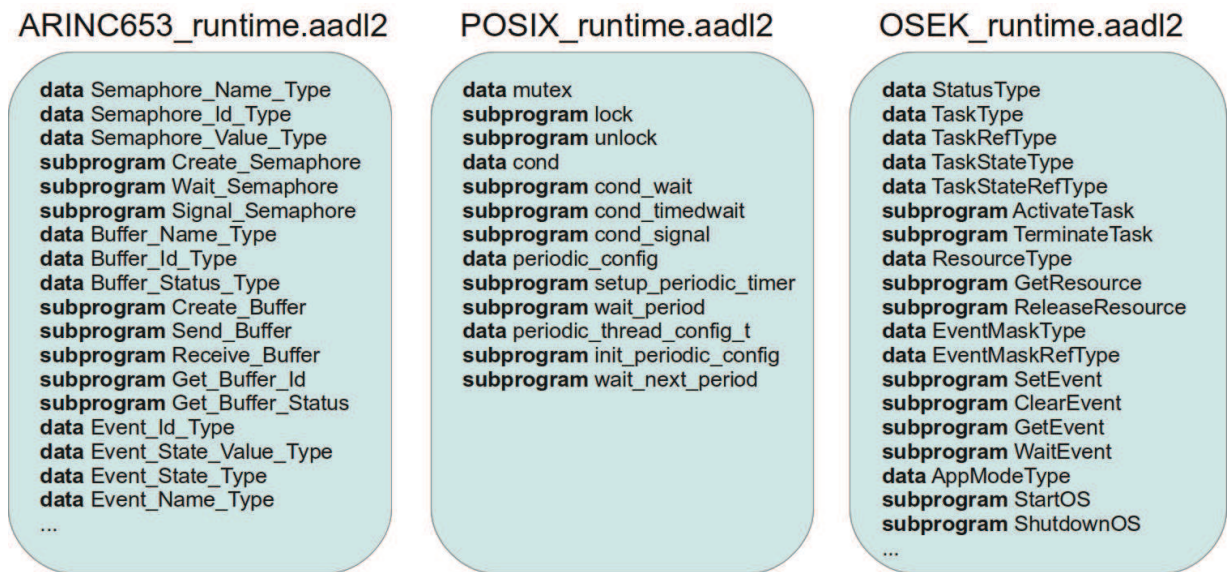 ARINC653_runtime.aadl2
data Semaphore_Name_Type
data Semaphore_Id_Type
data Semaphore_Value_Type
subprogram Create_Semaphore
subprogram Wait_Semaphore
subprogram Signal_Semaphore
data Buffer_Name_Type
data Buffer_Id_Type
data Buffer_Status_Type
subprogram Create_Buffer
subprogram Send_Buffer
subprogram Receive_Buffer
subprogram Get_Buffer_Id
subprogram Get_Buffer_Status
data Event_Id_Type
data Event_State_Value_Type
data Event_State_Type
data Event_Name_Type
...
POSIX_runtime.aadl2
data mutex
subprogram lock
subprogram unlock
data cond
subprogram cond_wait
subprogram cond_timedwait
subprogram cond_signal
data periodic_config
subprogram setup_periodic_timer
subprogram wait_period
data periodic_thread_config_t
subprogram init_periodic_config
subprogram wait_next_period
OSEK_runtime.aadl2
data StatusType
data TaskType
data TaskRefType
data TaskStateType
data TaskStateRefType
subprogram ActivateTask
subprogram TerminateTask
data ResourceType
subprogram GetResource
subprogram ReleaseResource
data EventMaskType
data EventMaskRefType
subprogram SetEvent
subprogram ClearEvent
subprogram GetEvent
subprogram WaitEvent
data AppModeType
subprogram StartOS
subprogram ShutdownOS
...